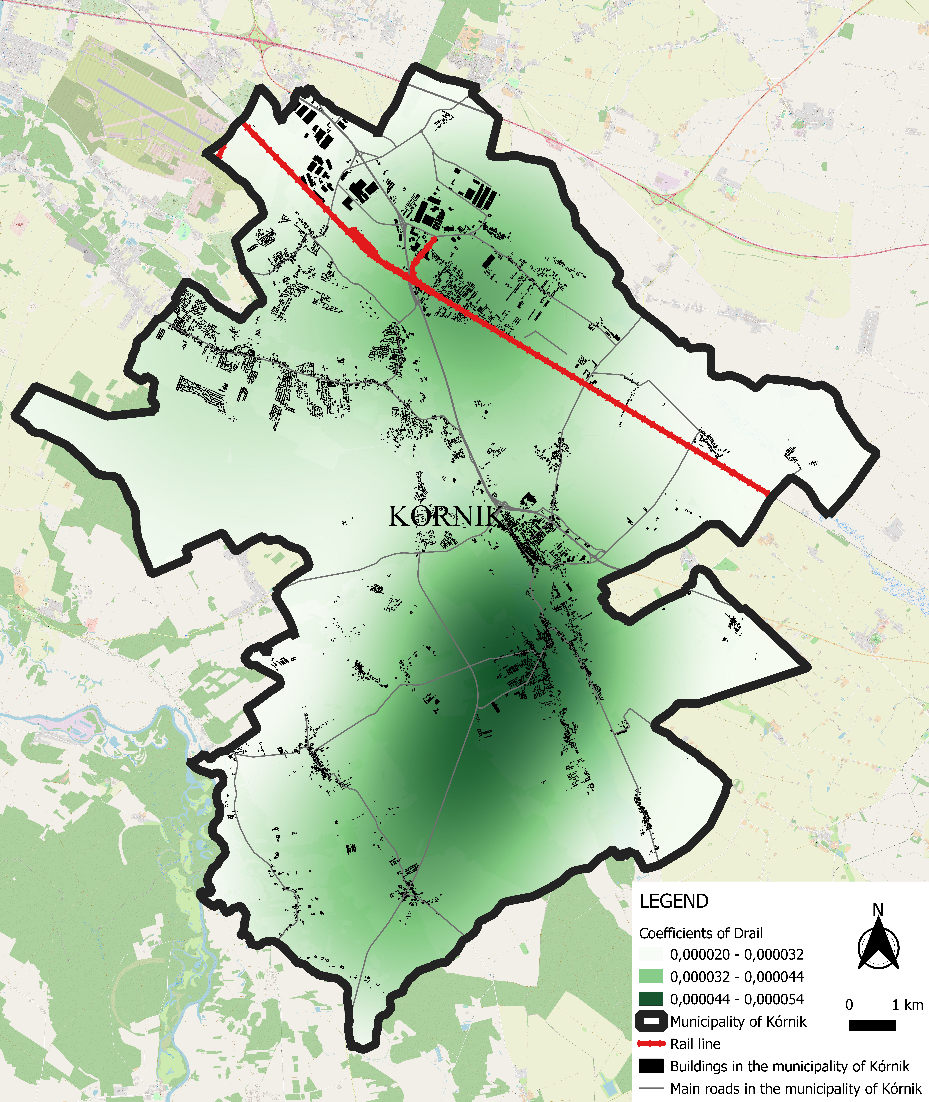 KÓRNIK
LEGEND
Coefficients of Drail
0,000020 - 0,000032
0,000032 - 0,000044
0,000044 - 0,000054
Municipality of Kórnik
Rail line
Buildings in the municipality of Kórnik
Main roads in the municipality of Kórnik
N
0 1 km